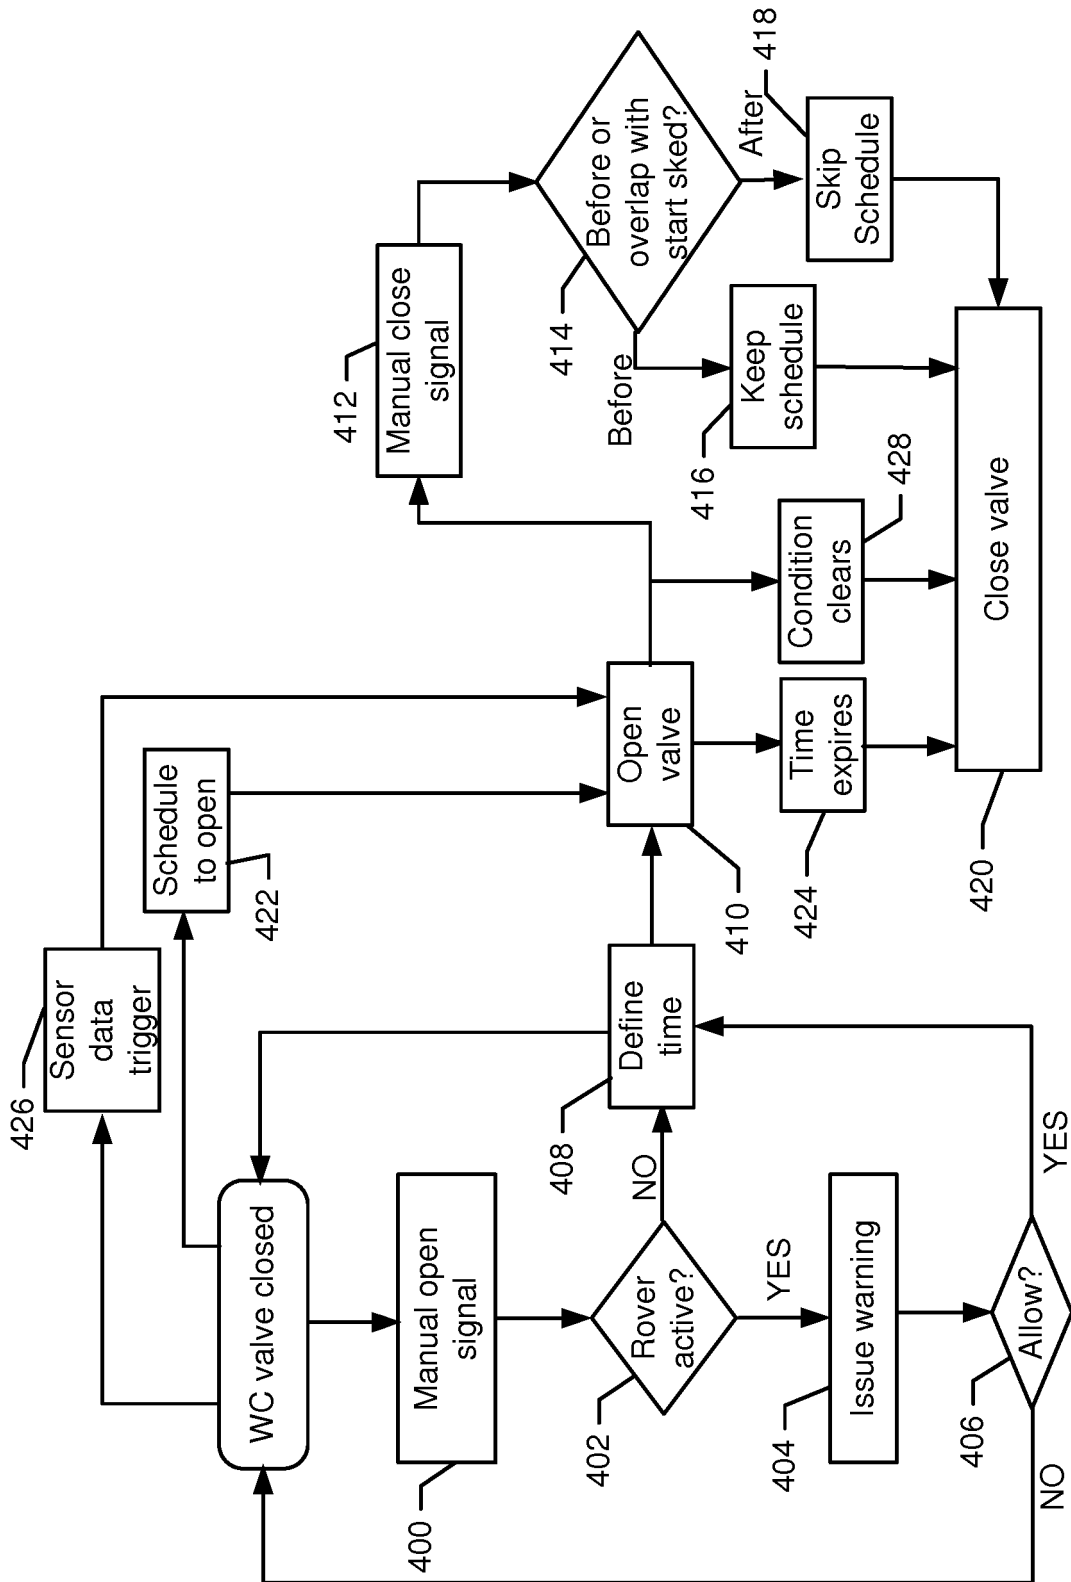 426
Sensor
data
trigger
Schedule
to open
422
WC valve closed
Manual open
signal
400
Rover
active?
402
NO
YES
Issue warning
404
Allow?
406
NO
YES
Define
time
408
Open
valve
410
Time
expires
424
Condition
clears
428
Manual close
signal
412
Before or
overlap with
start sked?
414
Before
After
Keep
schedule
416
Skip
Schedule
418
Close valve
420